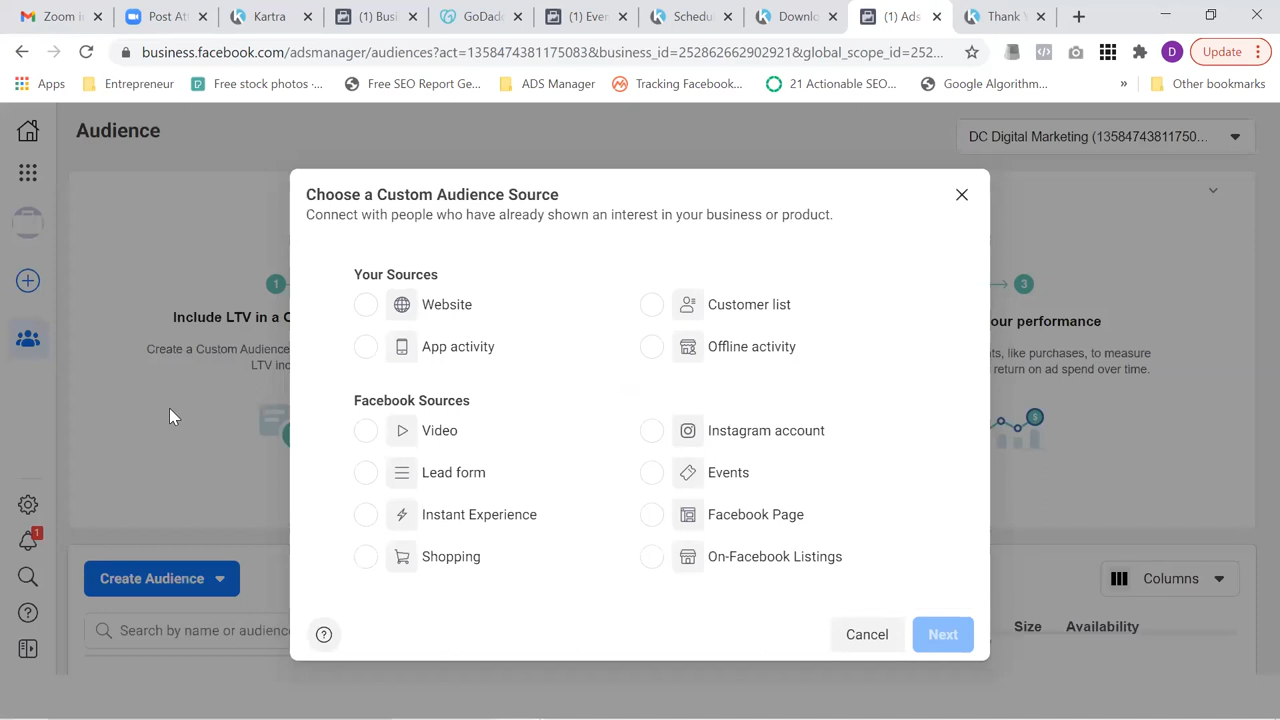 Zoom i
Post At
Kartra
(1) Busi
GoDad
(1) Ever
Schedu
Downlo
(1) Ads
Thank
business.facebook.com/adsmanager/audiences?act=1358474381175083&business_id=252862662902921&global_scope_id=252...
D
Update
Apps
Entrepreneur
Free stock photos ·...
Free SEO Report Ge...
ADS Manager
Tracking Facebook...
21 Actionable SEO...
Google Algorithm...
»
Other bookmarks
Audience
DC Digital Marketing (13584743811750...
Choose a Custom Audience Source
Connect with people who have already shown an interest in your business or product.
1
3
Include LTV in a C
Create a Custom Audience
LTV in
our performance
nts, like purchases, to measure
return on ad spend over time.
Your Sources
Website
Customer list
App activity
Offline activity
Facebook Sources
Video
Instagram account
Lead form
Events
Instant Experience
Facebook Page
Shopping
On-Facebook Listings
1
Create Audience
Columns
Search by name or audienc
Size
Availability
Cancel
Next